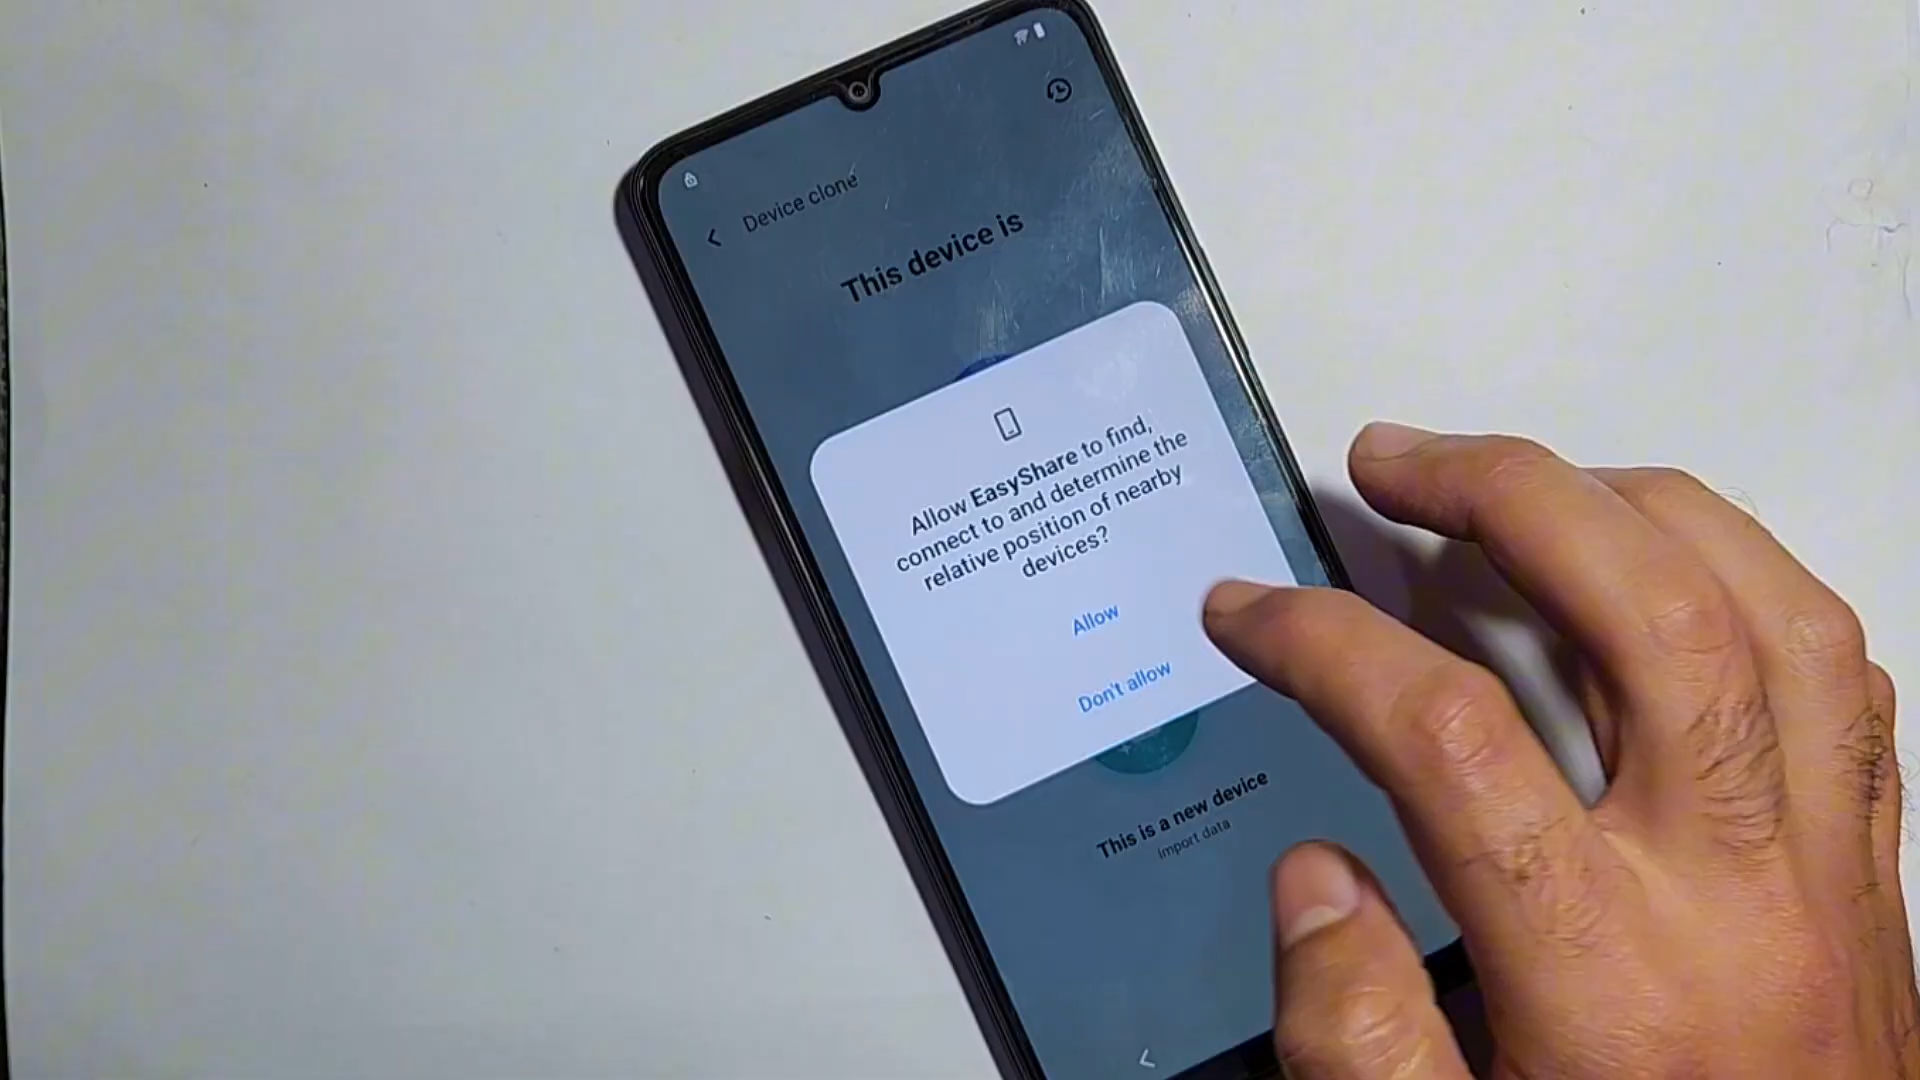 Device clone
This device is
Allow EasyShare to find,
connect to and determine the
relative position of nearby
devices?
Allow
Don't allow
This is a new device
Import data